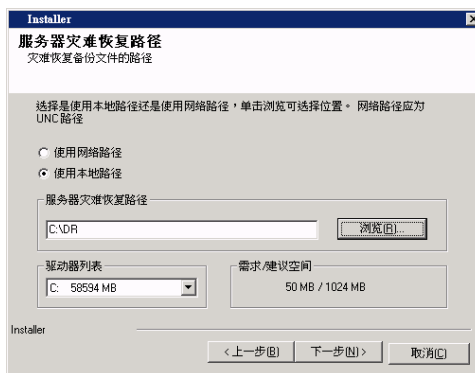 Installer
服务器灾难恢复路径
灾难恢复备份文件的路径
选择是使用本地路径还是使用网络路径，单击浏览可选择位置。网络路径应为
UNC路径
使用网络路径
使用本地路径
服务器灾难恢复路径
C:\DR
浏览(R)...
驱动器列表
C: 58594 MB
需求/建议空间
50 MB / 1024 MB
Installer
<上一步(B)
下一步(N)>
取消(C)